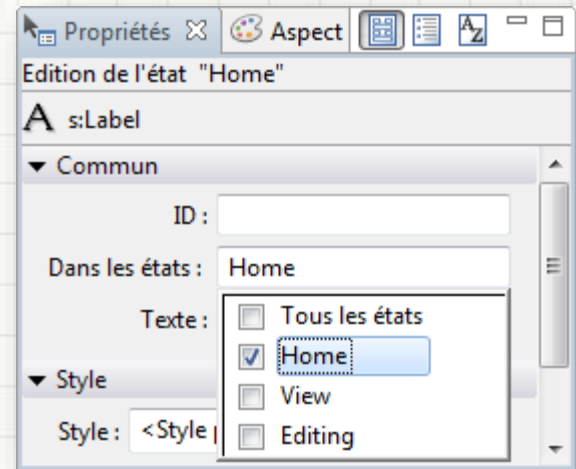 Propriétés Aspect
Edition de l'état "Home"
A s:Label
Commun
ID :
Dans les états : Home
Texte : Tous les états
Home
View
Editing
Style
Style : <Style